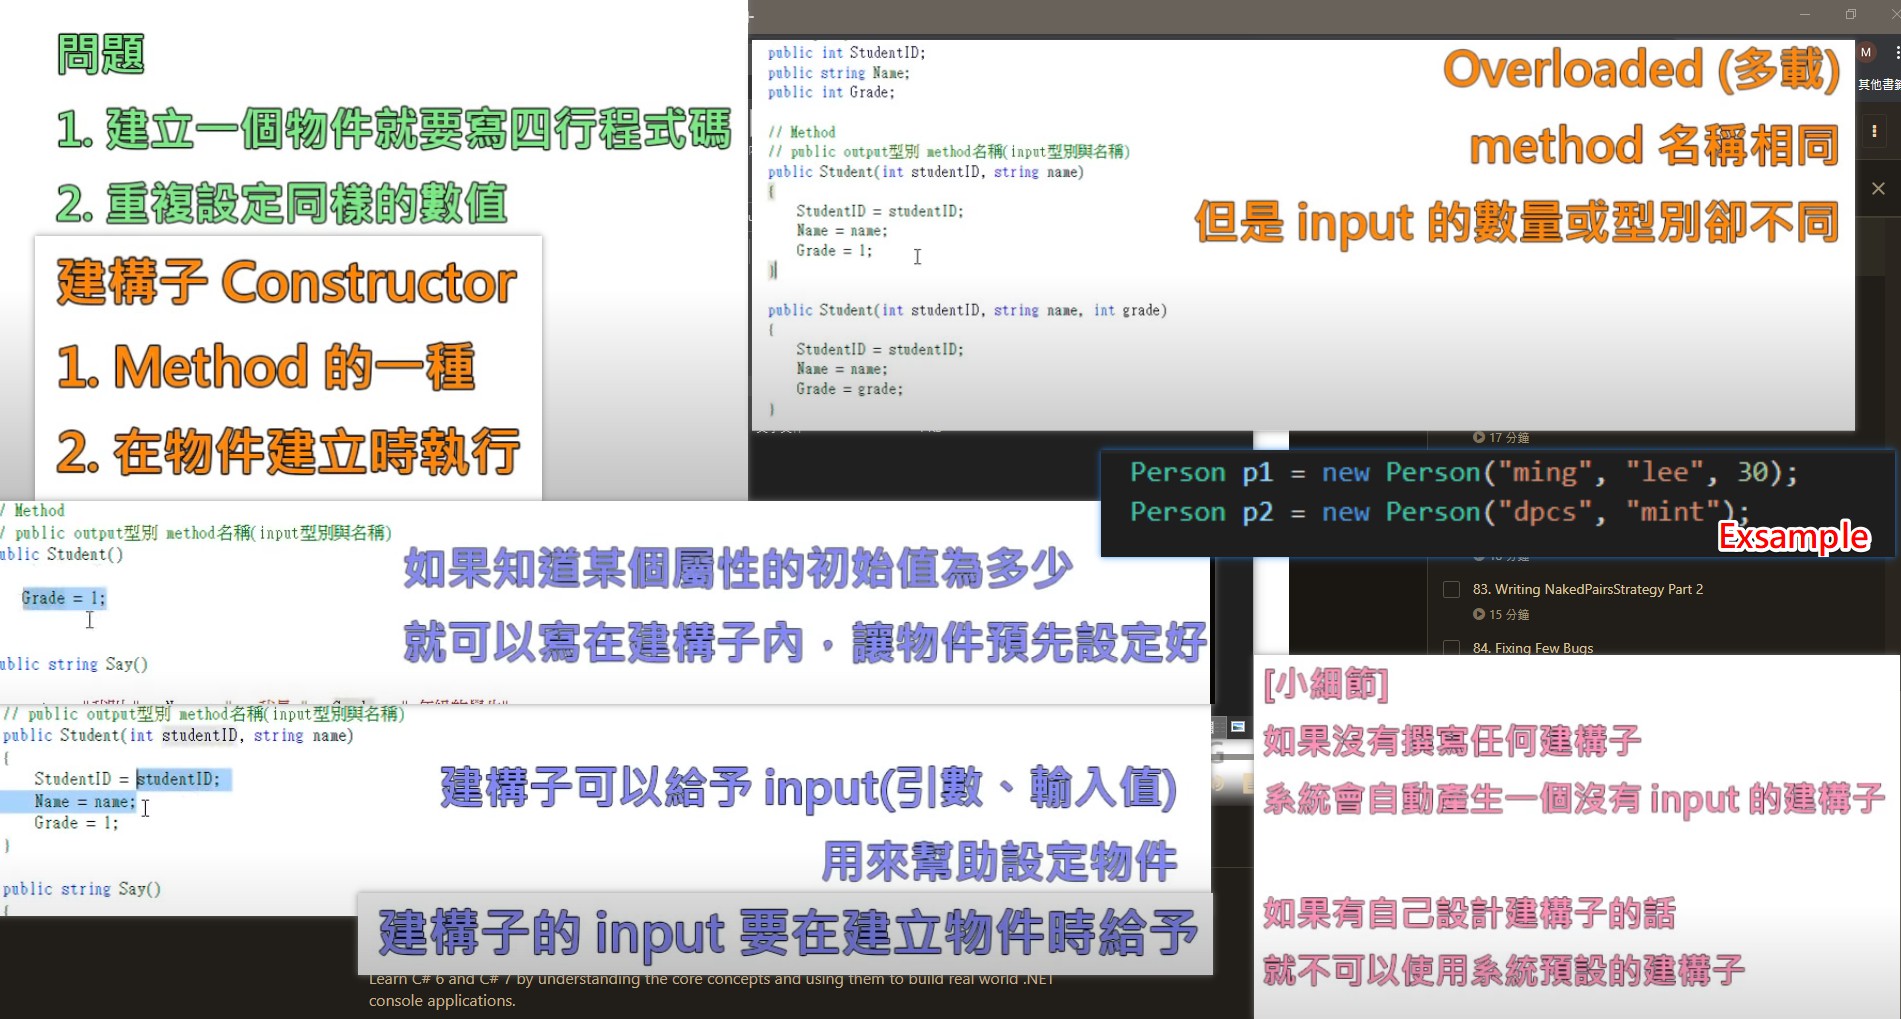 問題
1. 建立一個物件就要寫四行程式碼
2. 重複設定同樣的數值
建構子 Constructor
1. Method 的一種
2. 在物件建立時執行
public int StudentID;
public string Name;
public int Grade;
// Method
// public output型別 method名稱(input型別與名稱)
public Student(int studentID, string name)
{
StudentID = studentID;
Name = name;
Grade = 1;
}
public Student(int studentID, string name, int grade)
{
StudentID = studentID;
Name = name;
Grade = grade;
}
Overloaded (多載)
method 名稱相同
但是 input 的數量或型別卻不同
M
其他書籤
17 分鐘
Person p1 = new Person("ming", "lee", 30);
Person p2 = new Person("dpcs", "mint");
Exsample
83. Writing NakedPairsStrategy Part 2
15 分鐘
84. Fixing Few Bugs
/ Method
/ public output型別 method名稱(input型別與名稱)
ublic Student()
Grade = 1;
ublic string Say()
如果知道某個屬性的初始值為多少
就可以寫在建構子內，讓物件預先設定好
// public output型別 method名稱(input型別與名稱)
public Student(int studentID, string name)
{
StudentID = studentID;
Name = name;
Grade = 1;
}
public string Say()
{
建構子可以給予 input(引數、輸入值)
用來幫助設定物件
建構子的 input 要在建立物件時給予
Learn C# 6 and C# 7 by understanding the core concepts and using them to build real world .NET
console applications.
[小細節]
如果沒有撰寫任何建構子
系統會自動產生一個沒有 input 的建構子
如果有自己設計建構子的話
就不可以使用系統預設的建構子